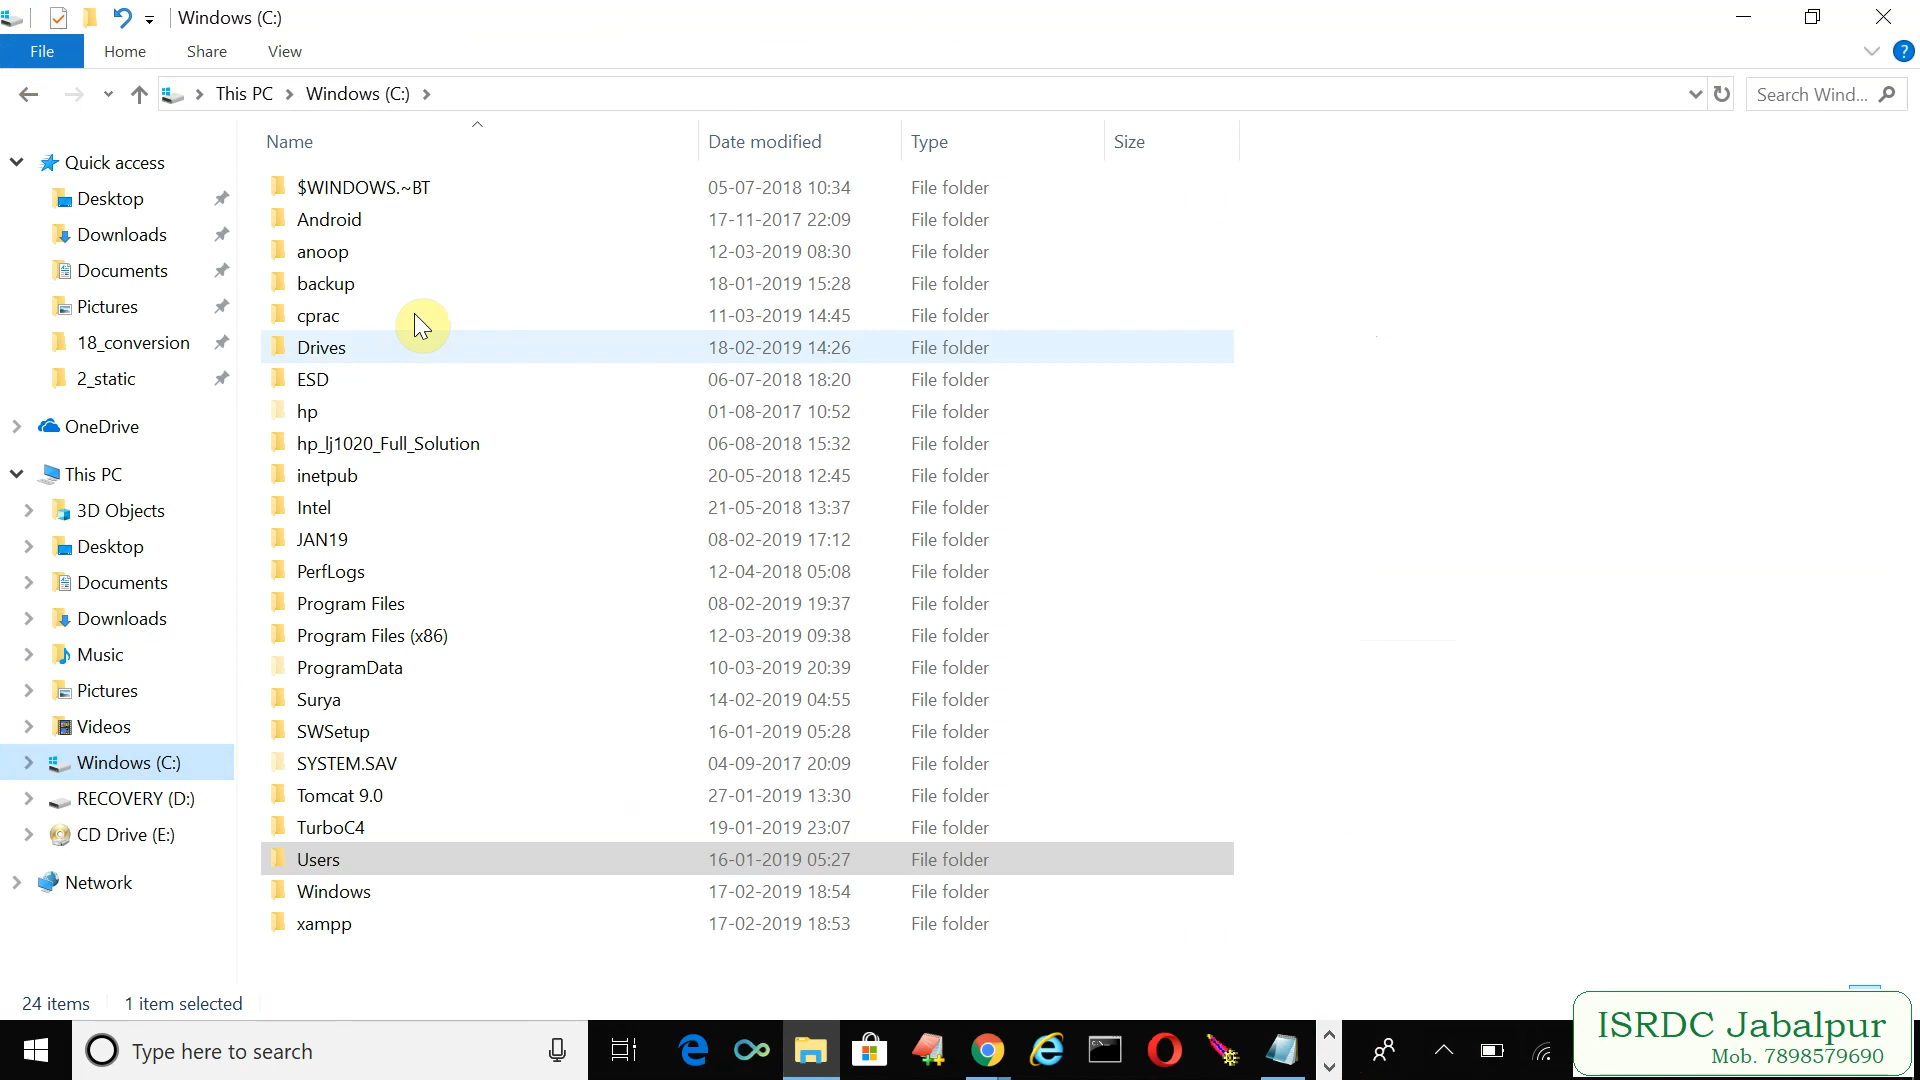 Windows (C:)
File Home Share View ?
This PC Windows (C:) Search Wind...
Name Date modified Type Size
Quick access
Desktop
Downloads
Documents
Pictures
18_conversion
2_static
OneDrive
This PC
3D Objects
Desktop
Documents
Downloads
Music
Pictures
Videos
Windows (C:)
RECOVERY (D:)
CD Drive (E:)
Network
$WINDOWS.~BT 05-07-2018 10:34 File folder
Android 17-11-2017 22:09 File folder
anoop 12-03-2019 08:30 File folder
backup 18-01-2019 15:28 File folder
cprac 11-03-2019 14:45 File folder
Drives 18-02-2019 14:26 File folder
ESD 06-07-2018 18:20 File folder
hp 01-08-2017 10:52 File folder
hp_lj1020_Full_Solution 06-08-2018 15:32 File folder
inetpub 20-05-2018 12:45 File folder
Intel 21-05-2018 13:37 File folder
JAN19 08-02-2019 17:12 File folder
PerfLogs 12-04-2018 05:08 File folder
Program Files 08-02-2019 19:37 File folder
Program Files (x86) 12-03-2019 09:38 File folder
ProgramData 10-03-2019 20:39 File folder
Surya 14-02-2019 04:55 File folder
SWSetup 16-01-2019 05:28 File folder
SYSTEM.SAV 04-09-2017 20:09 File folder
Tomcat 9.0 27-01-2019 13:30 File folder
TurboC4 19-01-2019 23:07 File folder
Users 16-01-2019 05:27 File folder
Windows 17-02-2019 18:54 File folder
xampp 17-02-2019 18:53 File folder
24 items 1 item selected
Type here to search
ISRDC Jabalpur
Mob. 7898579690